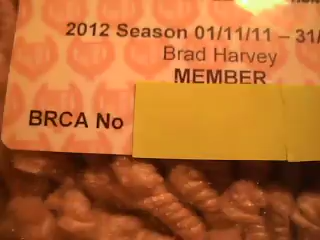 2012 Season 01/11/11 – 31/
Brad Harvey
MEMBER
BRCA No